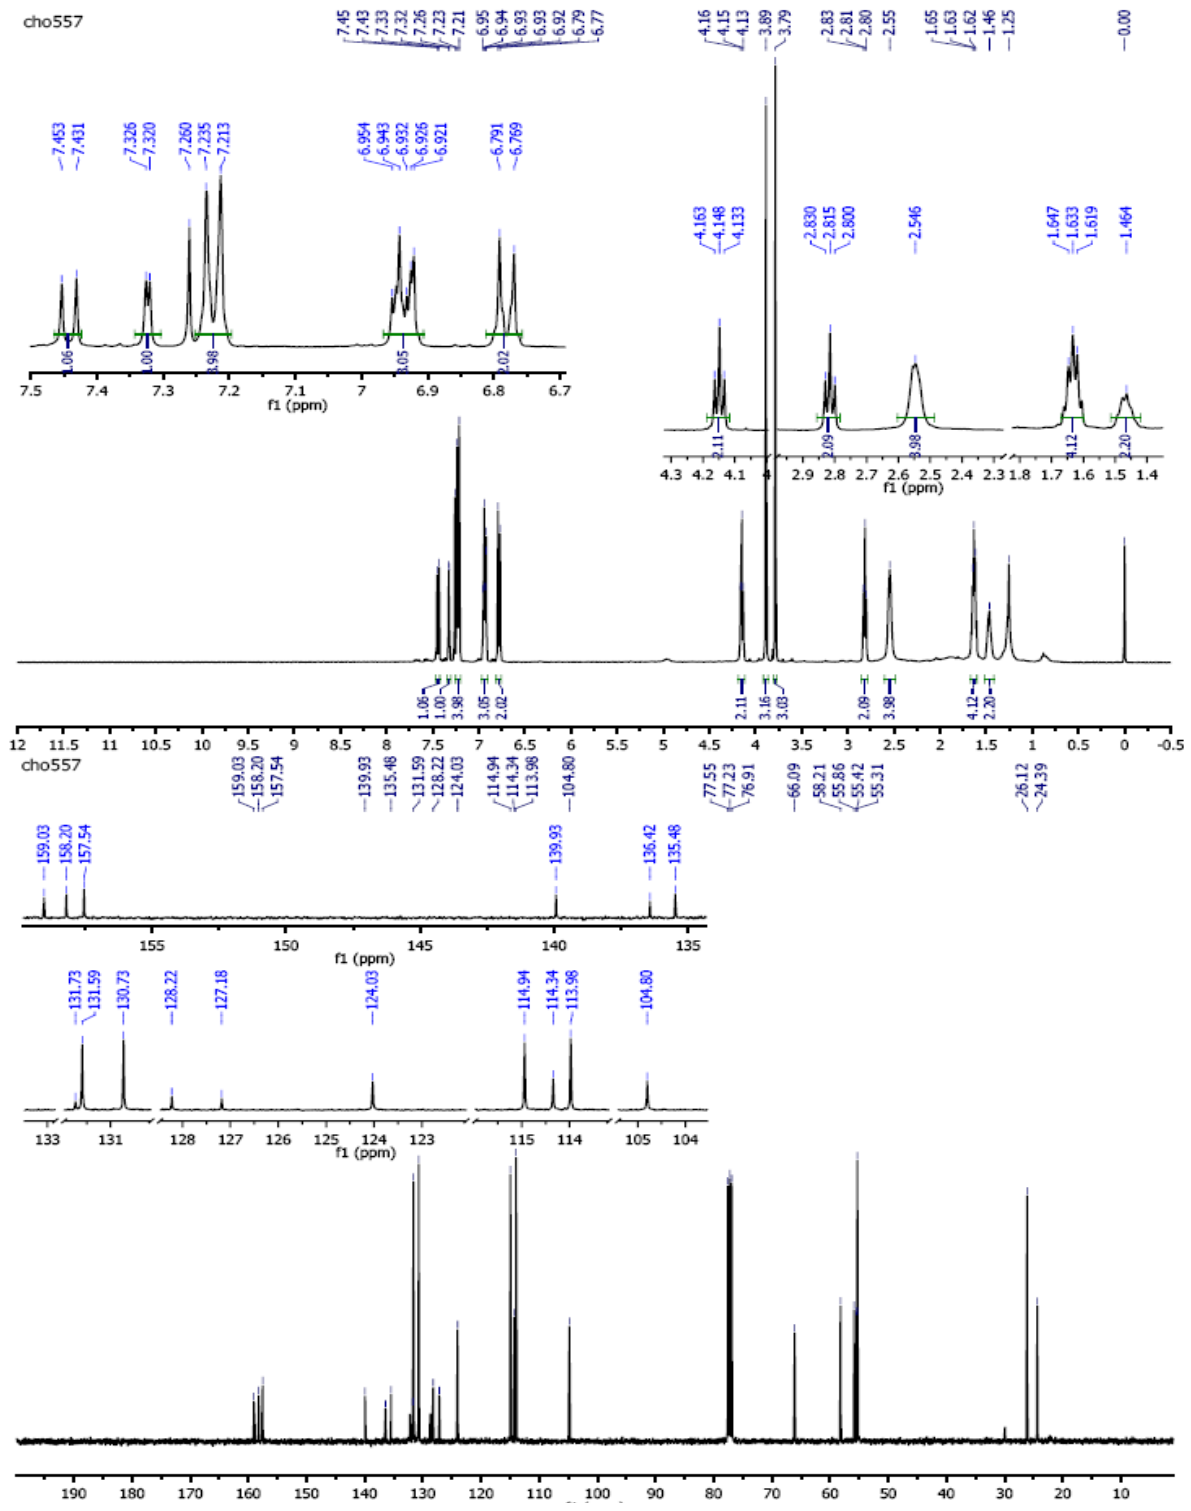 cho557
7.45 7.43 7.33 7.32 7.26 7.23 7.21 6.95 6.94 6.93 6.93 6.92 6.79 6.77 4.16 4.15 4.13 3.89 3.79 2.83 2.81 2.80 2.55 1.65 1.63 1.62 1.46 1.25 0.00
7.453 7.431 7.326 7.320 7.260 7.235 7.213 6.954 6.943 6.932 6.926 6.921 6.791 6.769
4.163 4.148 4.133 2.830 2.815 2.800 2.546 1.647 1.633 1.619 1.464
1.06 1.00 3.98 3.05 2.02
7.5 7.4 7.3 7.2 7.1 7 6.9 6.8 6.7
f1 (ppm)
2.11 2.09 3.98 4.12 2.20
4.3 4.2 4.1 4 2.9 2.8 2.7 2.6 2.5 2.4 2.3 1.8 1.7 1.6 1.5 1.4
f1 (ppm)
1.06 1.00 3.98 3.05 2.02 2.11 3.16 3.03 2.09 3.98 4.12 2.20
12 11.5 11 10.5 10 9.5 9 8.5 8 7.5 7.0 6.5 6 5.5 5 4.5 4.0 3.5 3 2.5 2 1.5 1 0.5 0 -0.5
cho557
159.03 158.20 157.54 139.93 135.48 131.59 128.22 124.03 114.94 114.34 113.98 104.80 77.55 77.23 76.91 66.09 58.21 55.86 55.42 55.31 26.12 24.39
159.03 158.20 157.54 139.93 136.42 135.48
155 150 145 140 135
f1 (ppm)
131.73 131.59 130.73 128.22 127.18 124.03 114.94 114.34 113.98 104.80
133 131 128 127 126 125 124 123 115 114 105 104
f1 (ppm)
190 180 170 160 150 140 130 120 110 100 90 80 70 60 50 40 30 20 10